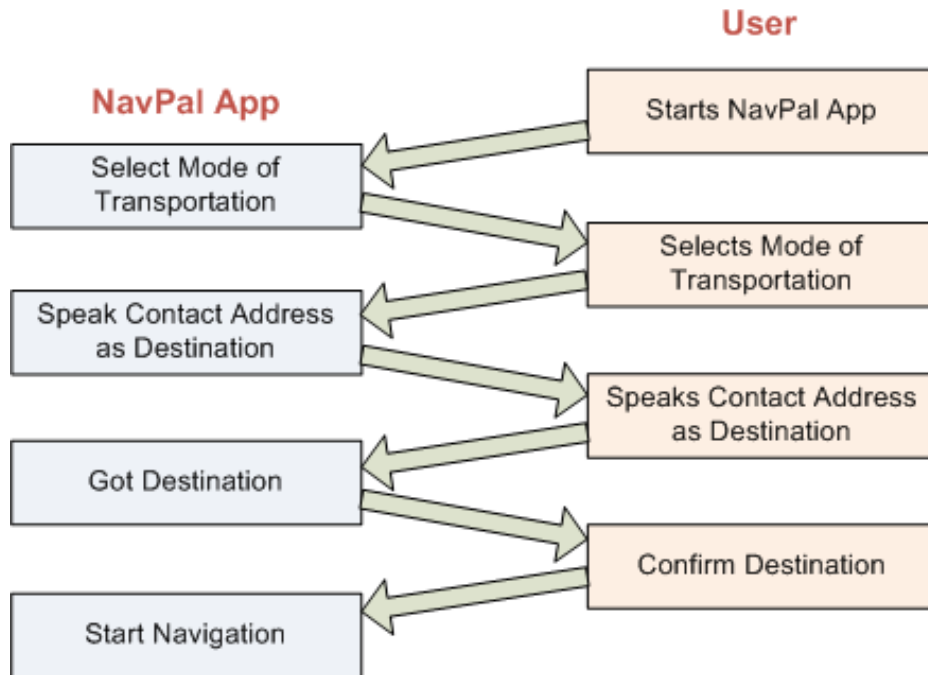 User
NavPal App
Starts NavPal App
Select Mode of
Transportation
Selects Mode of
Transportation
Speak Contact Address
as Destination
Speaks Contact Address
as Destination
Got Destination
Confirm Destination
Start Navigation